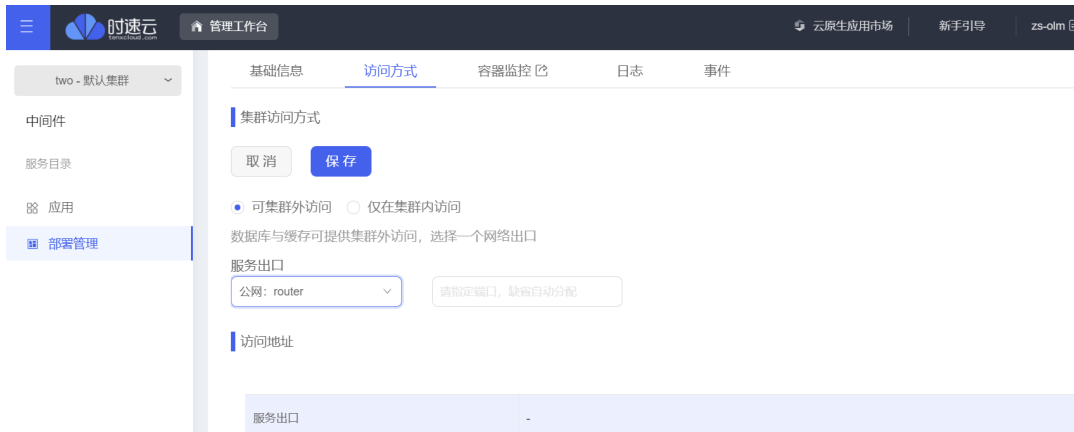 时速云
tenxcloud.com
管理工作台
云原生应用市场
新手引导
zs-olm
two - 默认集群
中间件
服务目录
应用
部署管理
基础信息 访问方式 容器监控 日志 事件
集群访问方式
取消 保存
可集群外访问 仅在集群内访问
数据库与缓存可提供集群外访问，选择一个网络出口
服务出口
公网：router 请指定端口，缺省自动分配
访问地址
服务出口 -